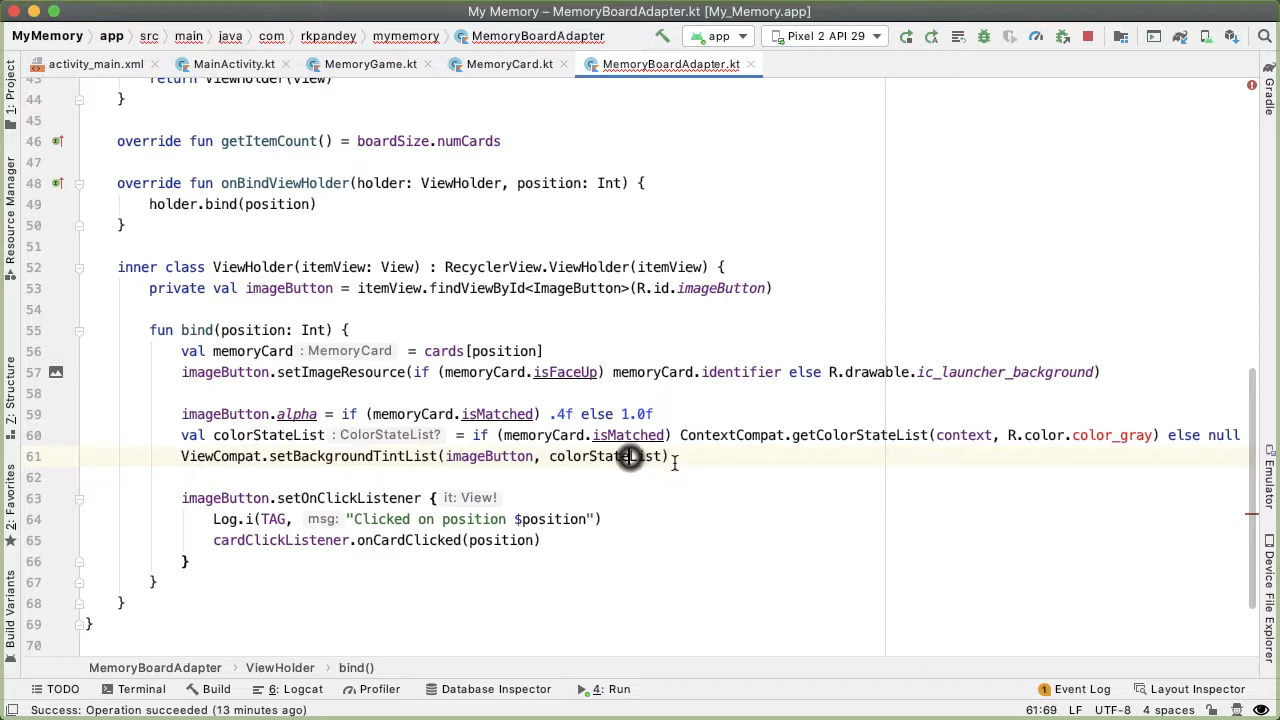 My Memory – MemoryBoardAdapter.kt [My_Memory.app]
MyMemory app src main java com rkpandey mymemory MemoryBoardAdapter app Pixel 2 API 29
activity_main.xml MainActivity.kt MemoryGame.kt MemoryCard.kt MemoryBoardAdapter.kt
1: Project
Resource Manager
Z: Structure
2: Favorites
Build Variants
43 return ViewHolder(view)
44 }
45
46 override fun getItemCount() = boardSize.numCards
47
48 override fun onBindViewHolder(holder: ViewHolder, position: Int) {
49 holder.bind(position)
50 }
51
52 inner class ViewHolder(itemView: View) : RecyclerView.ViewHolder(itemView) {
53 private val imageButton = itemView.findViewById<ImageButton>(R.id.imageButton)
54
55 fun bind(position: Int) {
56 val memoryCard : MemoryCard = cards[position]
57 imageButton.setImageResource(if (memoryCard.isFaceUp) memoryCard.identifier else R.drawable.ic_launcher_background)
58
59 imageButton.alpha = if (memoryCard.isMatched) .4f else 1.0f
60 val colorStateList : ColorStateList? = if (memoryCard.isMatched) ContextCompat.getColorStateList(context, R.color.color_gray) else null
61 ViewCompat.setBackgroundTintList(imageButton, colorStateList)
62
63 imageButton.setOnClickListener { it: View!
64 Log.i(TAG, msg: "Clicked on position $position")
65 cardClickListener.onCardClicked(position)
66 }
67 }
68 }
69 }
70
Gradle
Emulator
Device File Explorer
MemoryBoardAdapter ViewHolder bind()
TODO Terminal Build 6: Logcat Profiler Database Inspector 4: Run 1 Event Log Layout Inspector
Success: Operation succeeded (13 minutes ago) 61:69 LF UTF-8 4 spaces